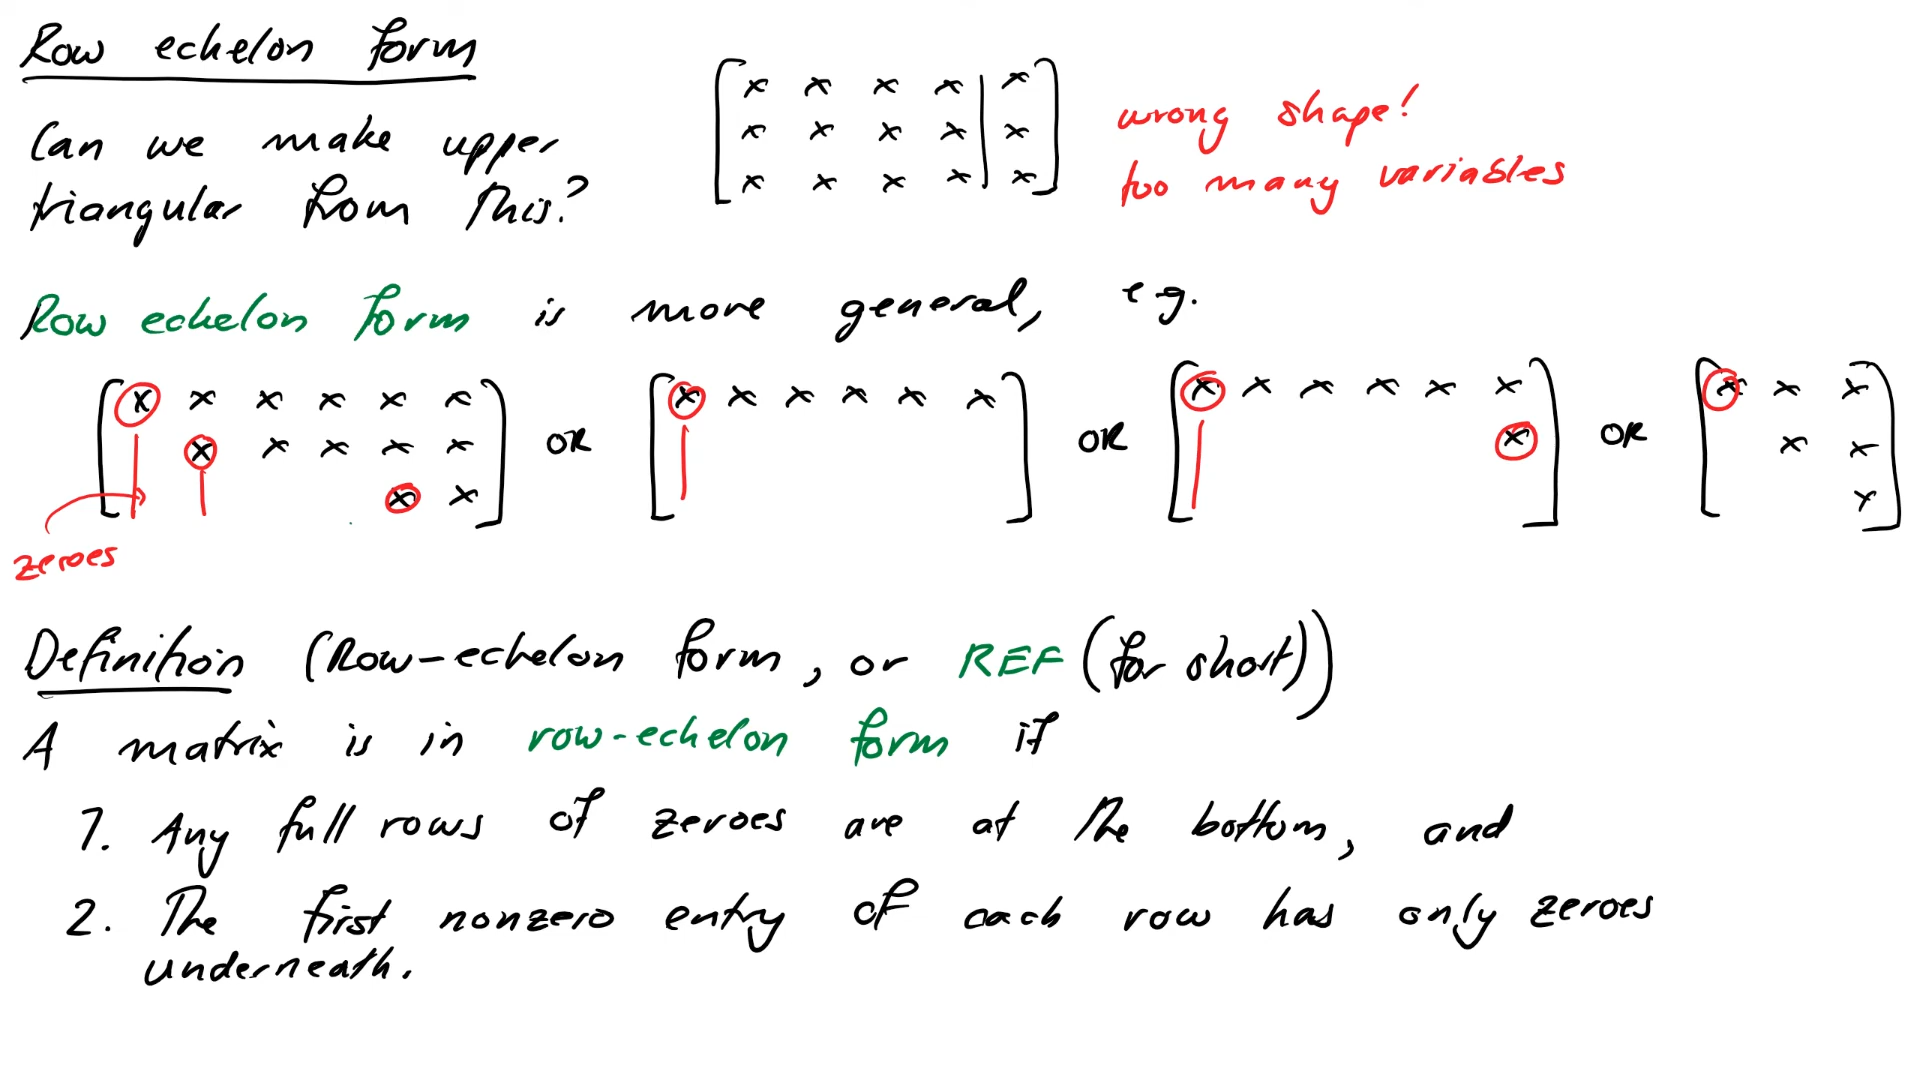 Row echelon form
Can we make upper
triangular from this?
x x x x | x
x x x x | x
x x x x | x
wrong shape!
too many variables
Row echelon form is more general, eg.
x x x x x x
x x x x x
x x
zeroes
OR
x x x x x x
OR
x x x x x x
x
OR
x x x
x x
x
Definition (Row-echelon form, or REF (for short))
A matrix is in row-echelon form if
1. Any full rows of zeroes are at the bottom, and
2. The first nonzero entry of each row has only zeroes
underneath.